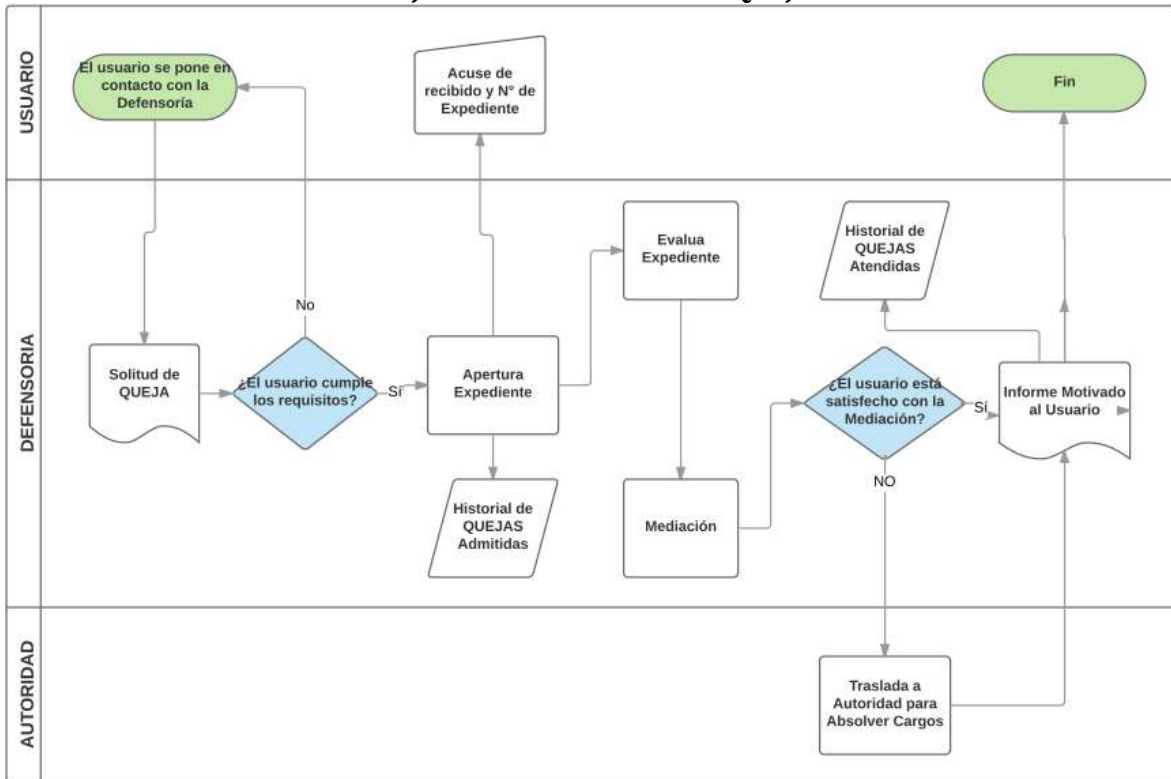 USUARIO
El usuario se pone en
contacto con la
Defensoría
Acuse de
recibido y N° de
Expediente
Fin
DEFENSORIA
Solitud de
QUEJA
No
¿El usuario cumple
los requisitos?
Sí
Apertura
Expediente
Historial de
QUEJAS
Admitidas
Evalua
Expediente
Mediación
Historial de
QUEJAS
Atendidas
¿El usuario está
satisfecho con la
Mediación?
Sí
NO
Informe Motivado
al Usuario
AUTORIDAD
Traslada a
Autoridad para
Absolver Cargos